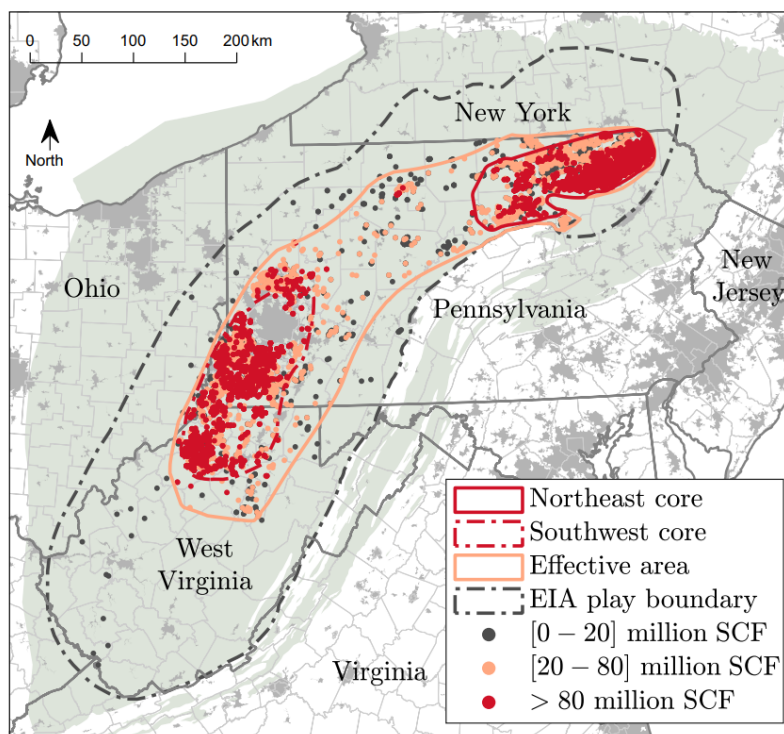 0 50 100 150 200 km
North
New York
Ohio
New
Jersey
Pennsylvania
West
Virginia
Virginia
Northeast core
Southwest core
Effective area
EIA play boundary
[0 − 20] million SCF
[20 − 80] million SCF
> 80 million SCF